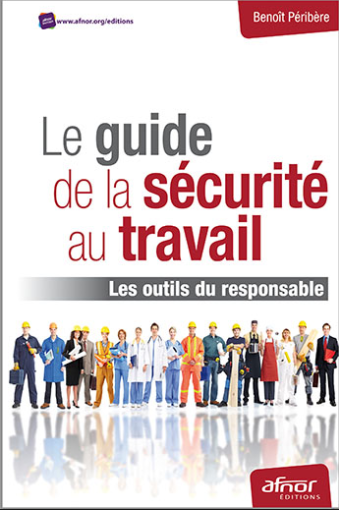 afnor
www.afnor.org/editions
Benoît Péribère
Le guide
de la sécurité
au travail
Les outils du responsable
afnor
ÉDITIONS